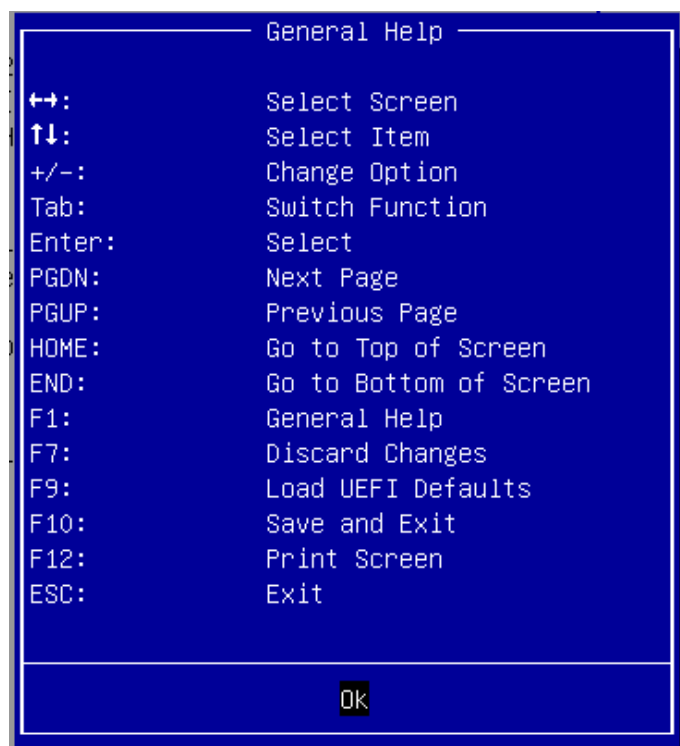 General Help
←→: Select Screen
↑↓: Select Item
+/-: Change Option
Tab: Switch Function
Enter: Select
PGDN: Next Page
PGUP: Previous Page
HOME: Go to Top of Screen
END: Go to Bottom of Screen
F1: General Help
F7: Discard Changes
F9: Load UEFI Defaults
F10: Save and Exit
F12: Print Screen
ESC: Exit
Ok